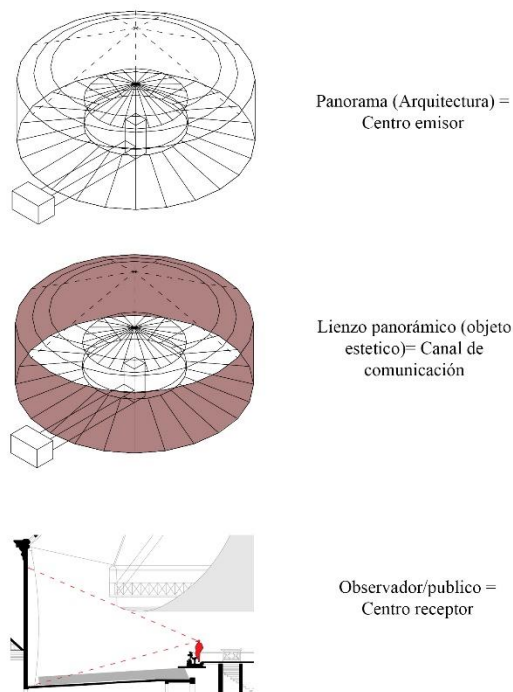 Panorama (Arquitectura) =
Centro emisor
Lienzo panorámico (objeto
estetico)= Canal de
comunicación
Observador/publico =
Centro receptor